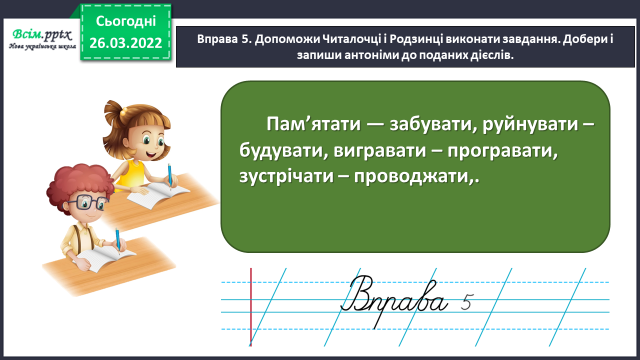 Всім.pptx
Нова українська школа
Сьогодні
26.03.2022
Вправа 5. Допоможи Читалочці і Родзинці виконати завдання. Добери і
запиши антоніми до поданих дієслів.
Пам’ятати — забувати, руйнувати –
будувати, вигравати – програвати,
зустрічати – проводжати,.
Вправа 5